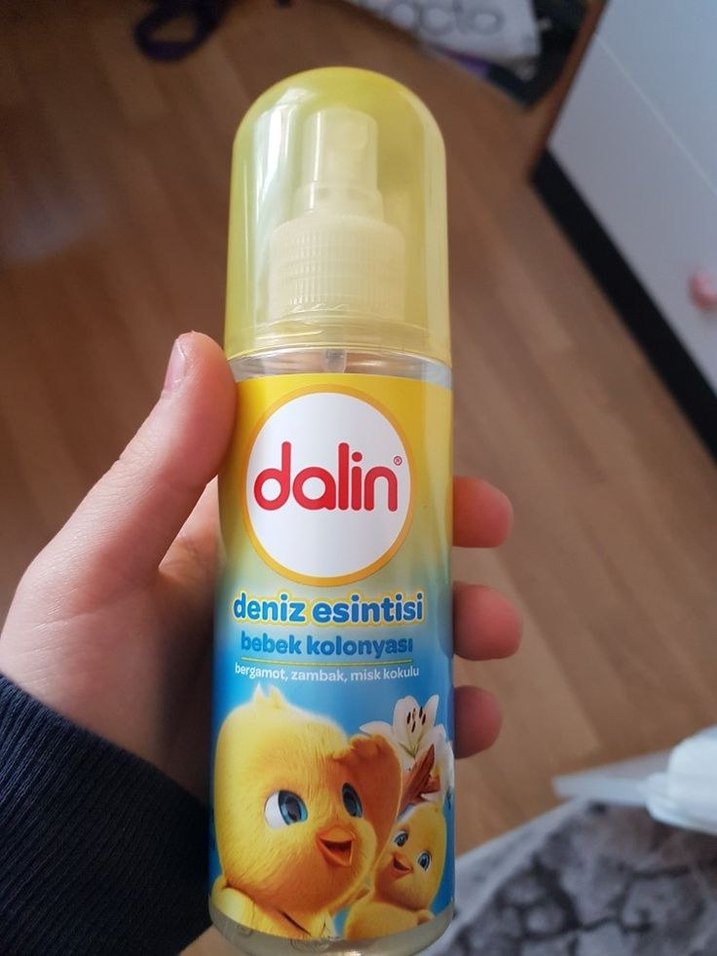 dalin®
deniz esintisi
bebek kolonyası
bergamot, zambak, misk kokulu